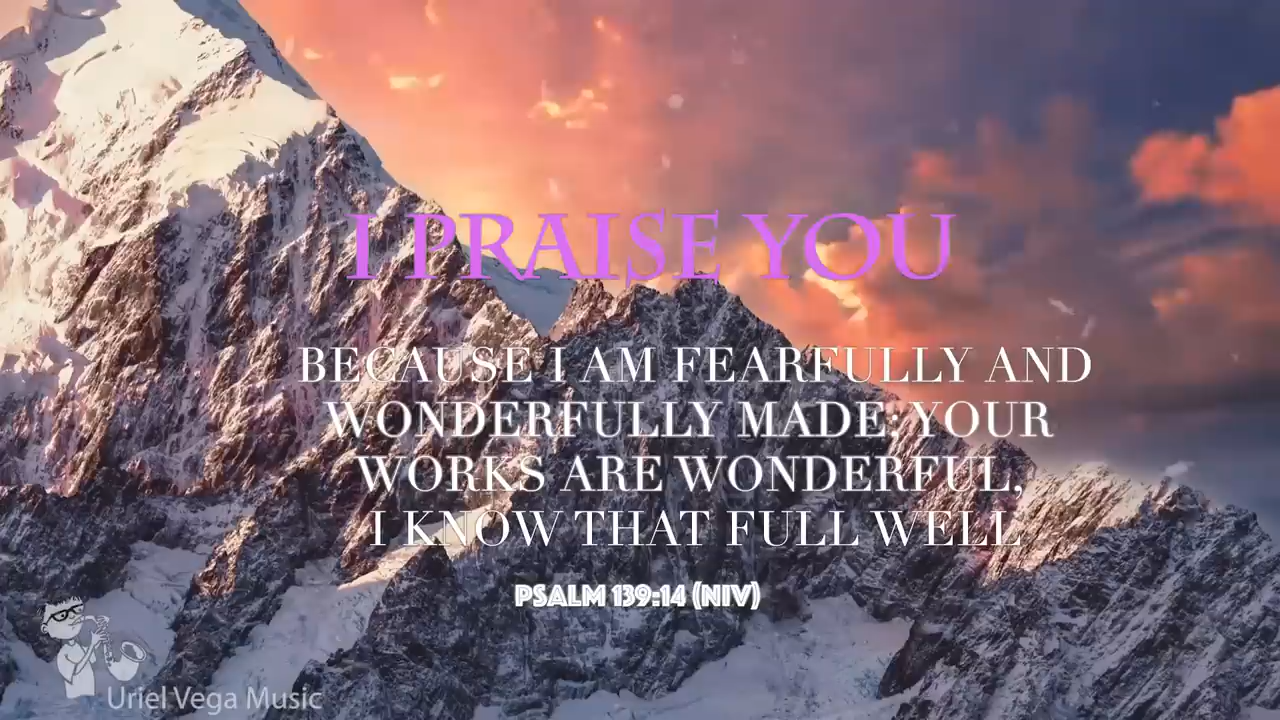 I PRAISE YOU
BECAUSE I AM FEARFULLY AND
WONDERFULLY MADE; YOUR
WORKS ARE WONDERFUL,
I KNOW THAT FULL WELL
PSALM 139:14 (NIV)
Uriel Vega Music